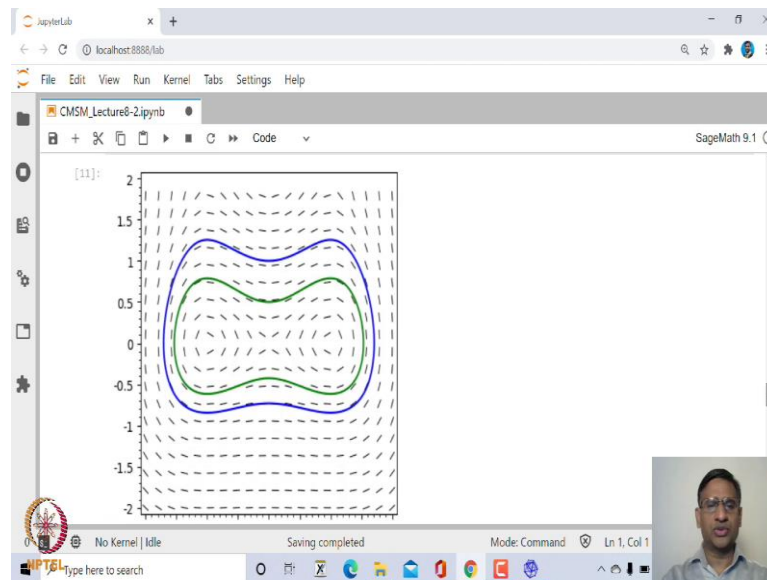 JupyterLab
localhost:8888/lab
File Edit View Run Kernel Tabs Settings Help
CMSM_Lecture8-2.ipynb
Code
SageMath 9.1
[11]:
2
1.5
1
0.5
0
-0.5
-1
-1.5
-2
0
No Kernel | Idle
Saving completed
Mode: Command
Ln 1, Col 1
NPTEL
Type here to search